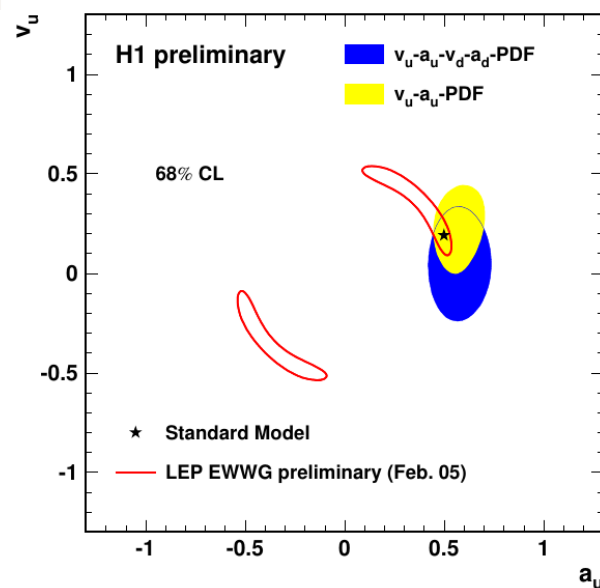 v_u
H1 preliminary
v_u-a_u-v_d-a_d-PDF
v_u-a_u-PDF
68% CL
1
0.5
0
-0.5
-1
★ Standard Model
LEP EWWG preliminary (Feb. 05)
-1 -0.5 0 0.5 1
a_u